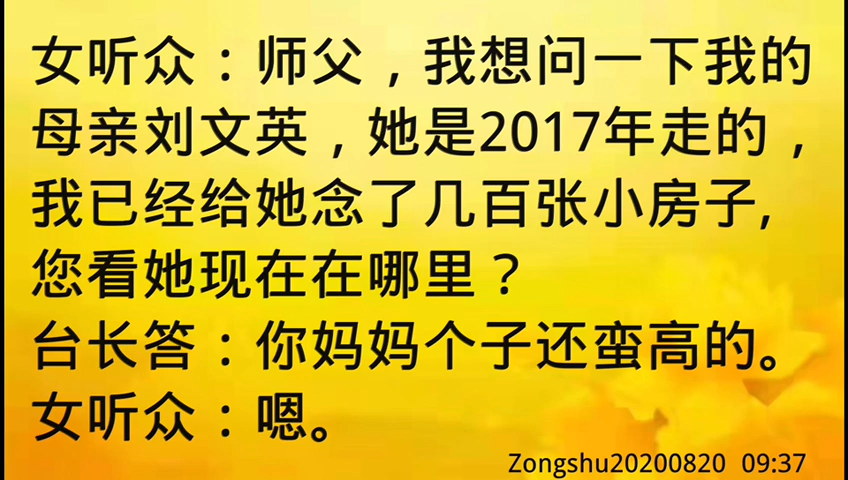 女听众：师父，我想问一下我的
母亲刘文英，她是2017年走的，
我已经给她念了几百张小房子,
您看她现在在哪里？
台长答：你妈妈个子还蛮高的。
女听众：嗯。
Zongshu20200820 09:37